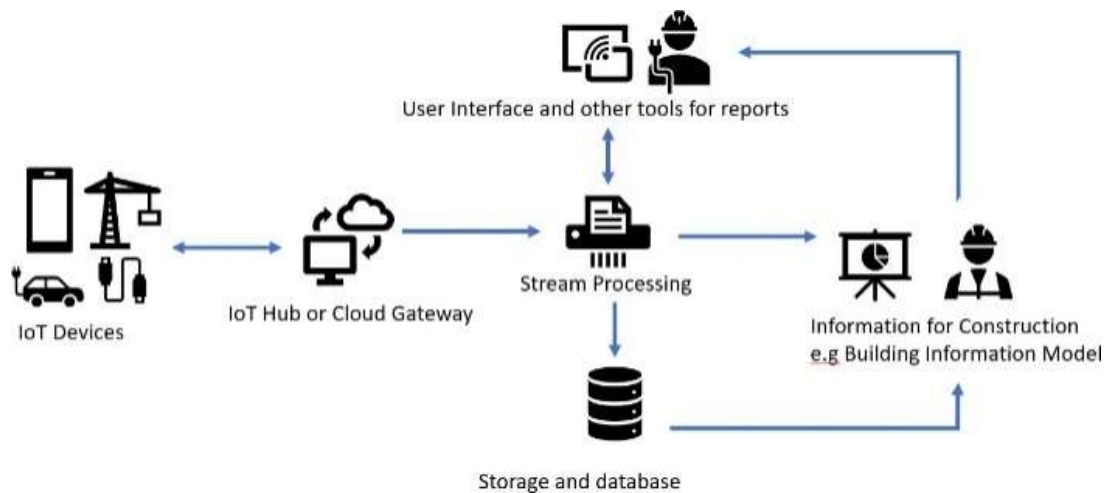 User Interface and other tools for reports
IoT Devices
IoT Hub or Cloud Gateway
Stream Processing
Information for Construction
e.g Building Information Model
Storage and database